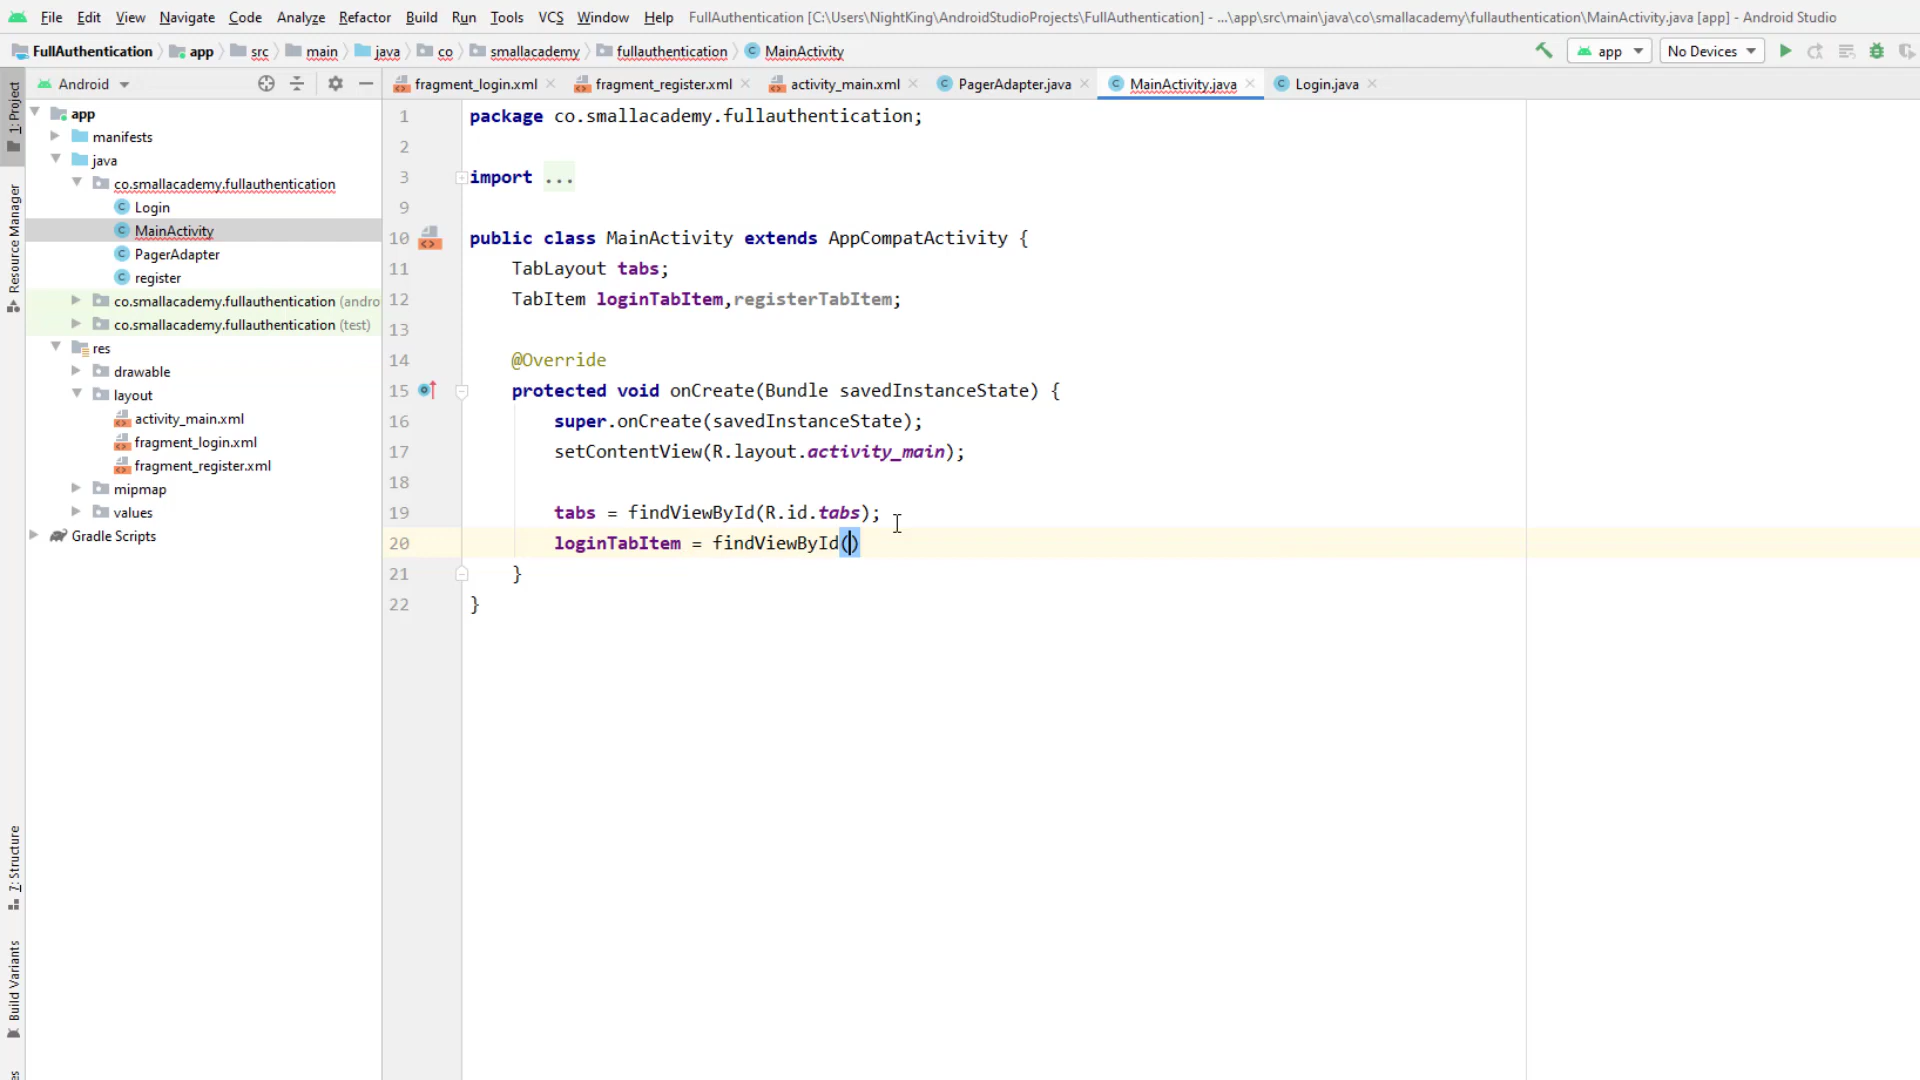 File Edit View Navigate Code Analyze Refactor Build Run Tools VCS Window Help FullAuthentication [C:\Users\NightKing\AndroidStudioProjects\FullAuthentication] - ...\app\src\main\java\co\smallacademy\fullauthentication\MainActivity.java [app] - Android Studio
FullAuthentication app src main java co smallacademy fullauthentication MainActivity app No Devices
Android
fragment_login.xml fragment_register.xml activity_main.xml PagerAdapter.java MainActivity.java Login.java
1: Project
Resource Manager
7: Structure
Build Variants
app
manifests
java
co.smallacademy.fullauthentication
Login
MainActivity
PagerAdapter
register
co.smallacademy.fullauthentication (andro
co.smallacademy.fullauthentication (test)
res
drawable
layout
activity_main.xml
fragment_login.xml
fragment_register.xml
mipmap
values
Gradle Scripts
1 package co.smallacademy.fullauthentication;
2
3 import ...
9
10 public class MainActivity extends AppCompatActivity {
11 TabLayout tabs;
12 TabItem loginTabItem,registerTabItem;
13
14 @Override
15 protected void onCreate(Bundle savedInstanceState) {
16 super.onCreate(savedInstanceState);
17 setContentView(R.layout.activity_main);
18
19 tabs = findViewById(R.id.tabs);
20 loginTabItem = findViewById()
21 }
22 }